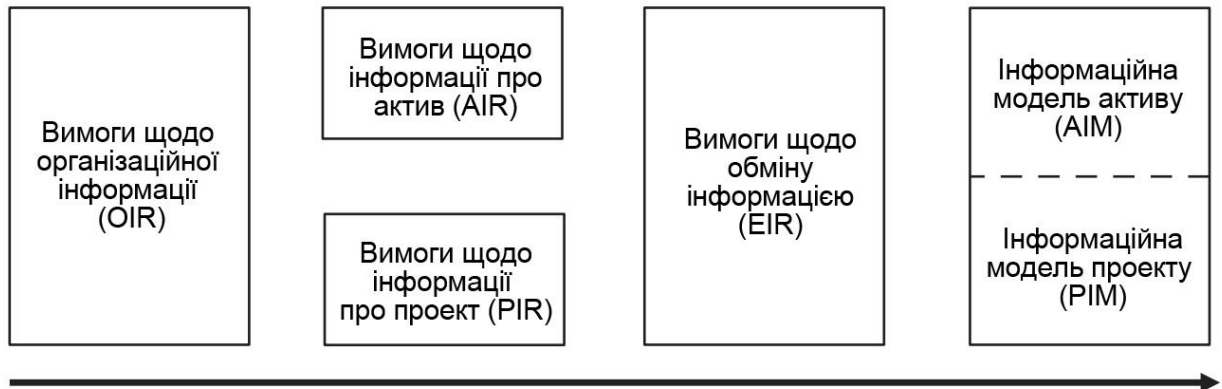 Вимоги щодо
організаційної
інформації
(OIR)
Вимоги щодо
інформації про
актив (AIR)
Вимоги щодо
інформації
про проект (PIR)
Вимоги щодо
обміну
інформацією
(EIR)
Інформаційна
модель активу
(AIM)
Інформаційна
модель проекту
(PIM)